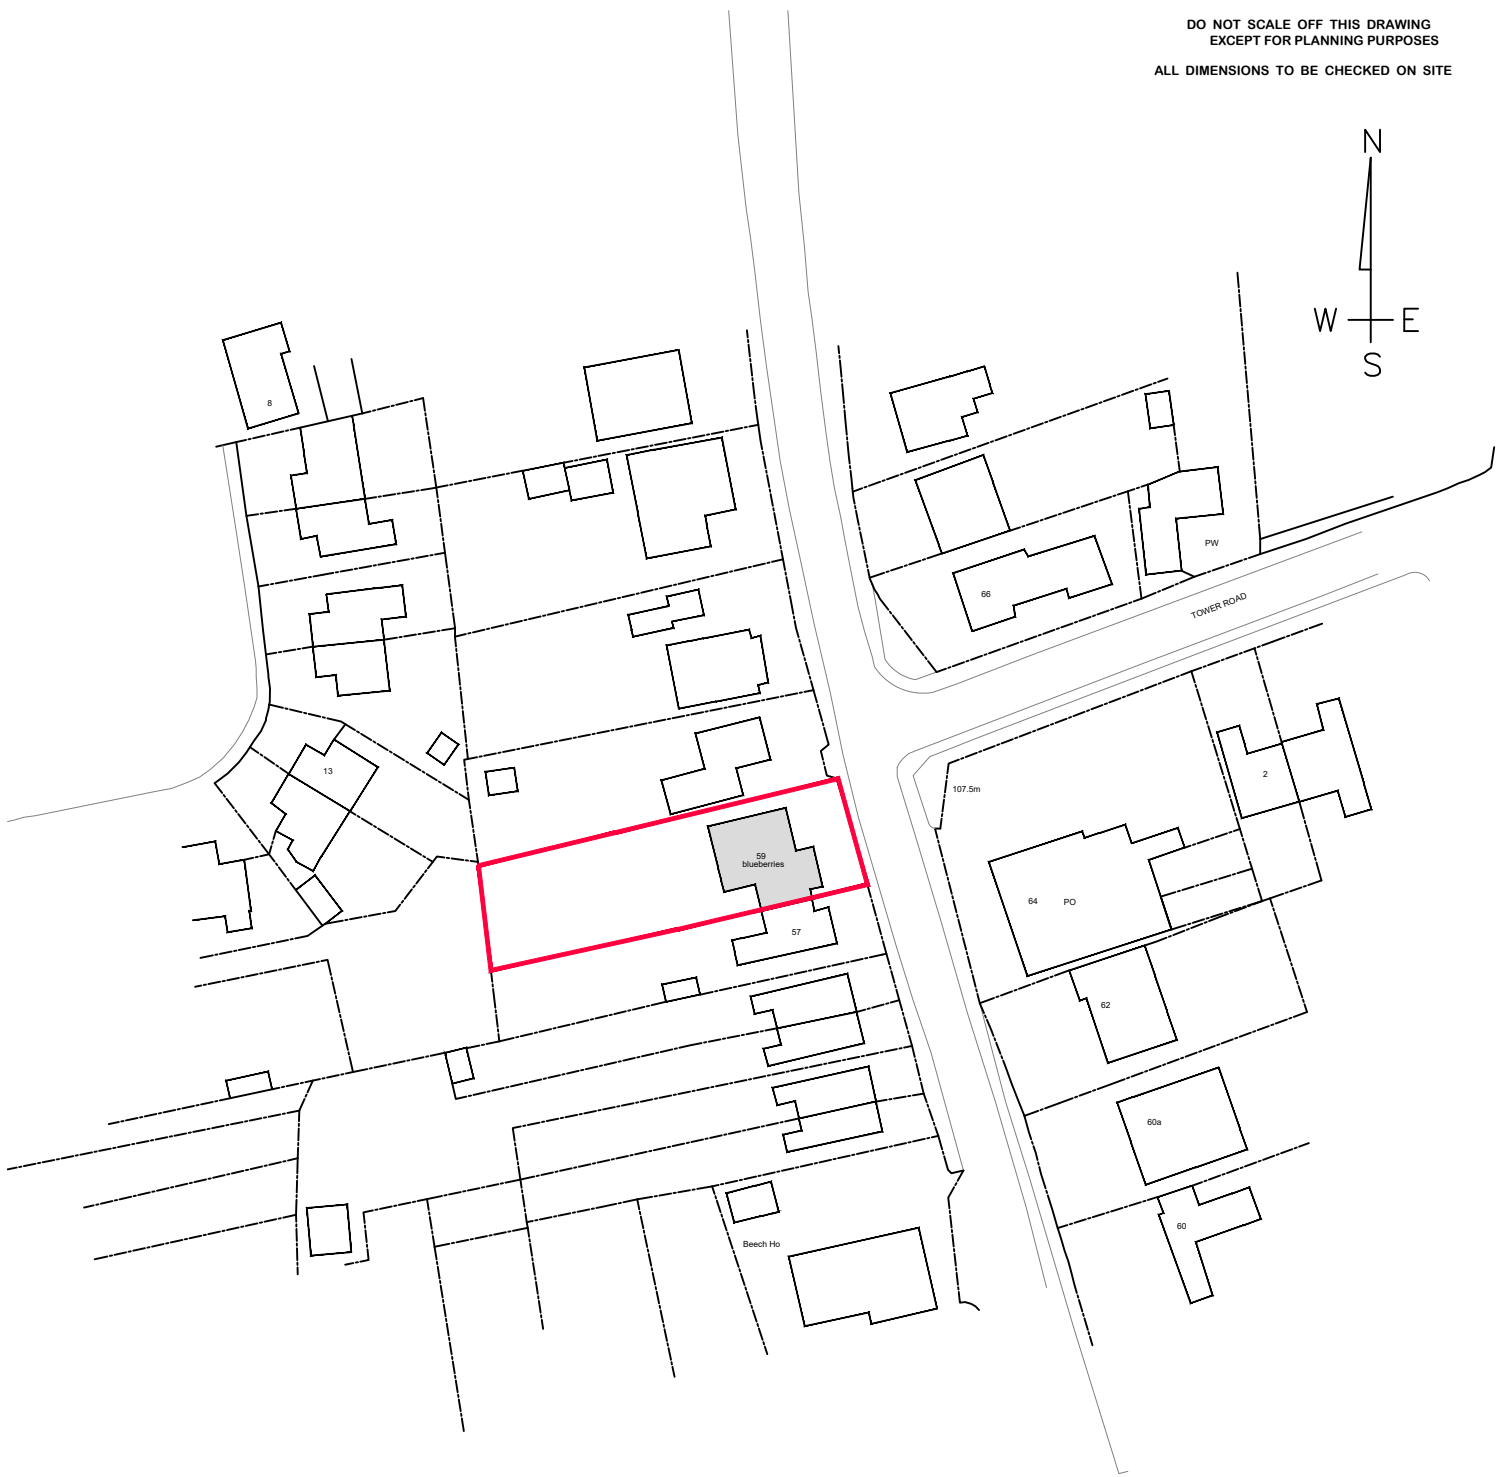 DO NOT SCALE OFF THIS DRAWING
EXCEPT FOR PLANNING PURPOSES
ALL DIMENSIONS TO BE CHECKED ON SITE
N
W E
S
8
PW
66
TOWER ROAD
13
2
107.5m
59
blueberries
64 PO
57
62
60a
60
Beech Ho